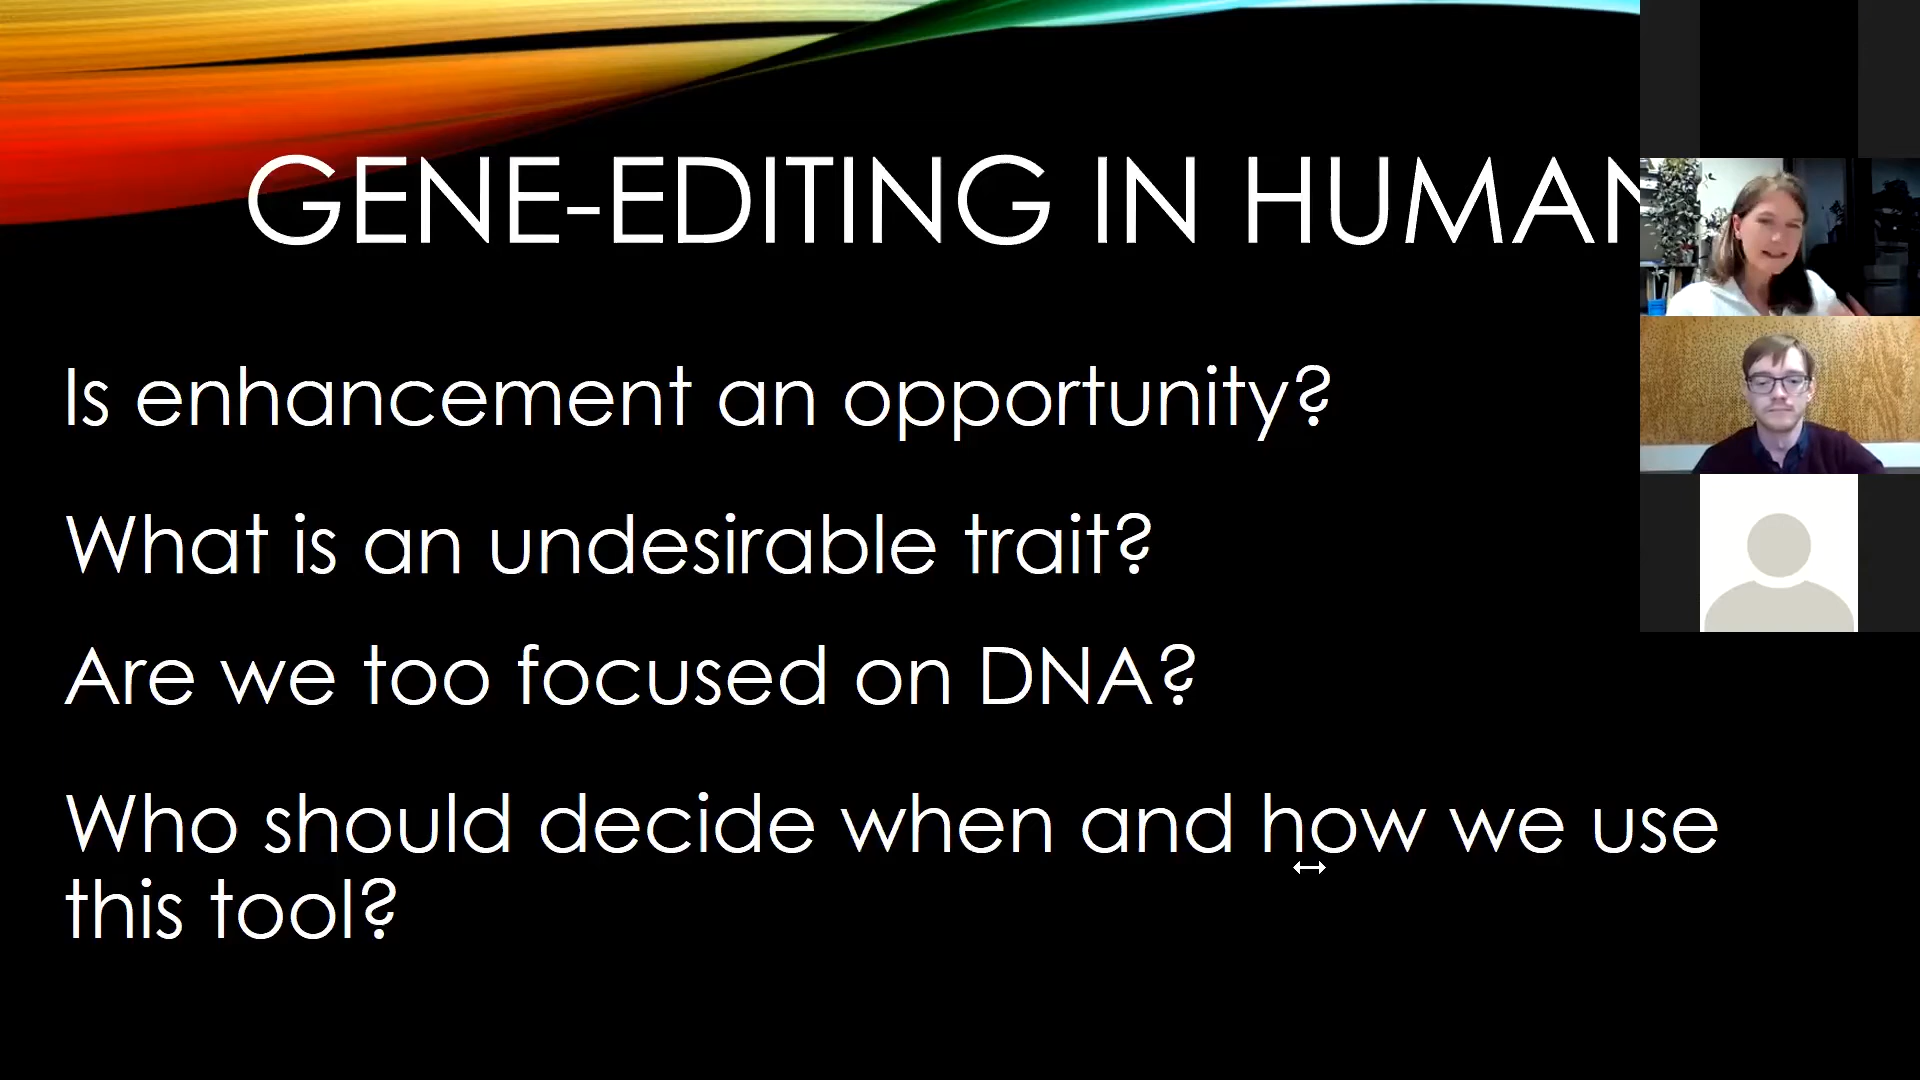 GENE-EDITING IN HUMAN
Is enhancement an opportunity?
What is an undesirable trait?
Are we too focused on DNA?
Who should decide when and how we use
this tool?